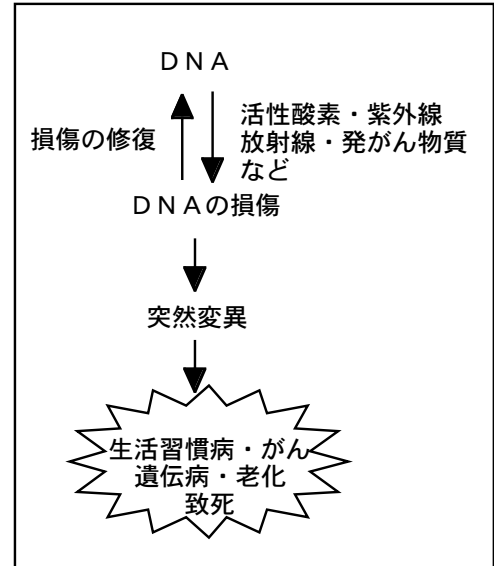 ＤＮＡ
活性酸素・紫外線
放射線・発がん物質
など
損傷の修復
ＤＮＡの損傷
突然変異
生活習慣病・がん
遺伝病・老化
致死